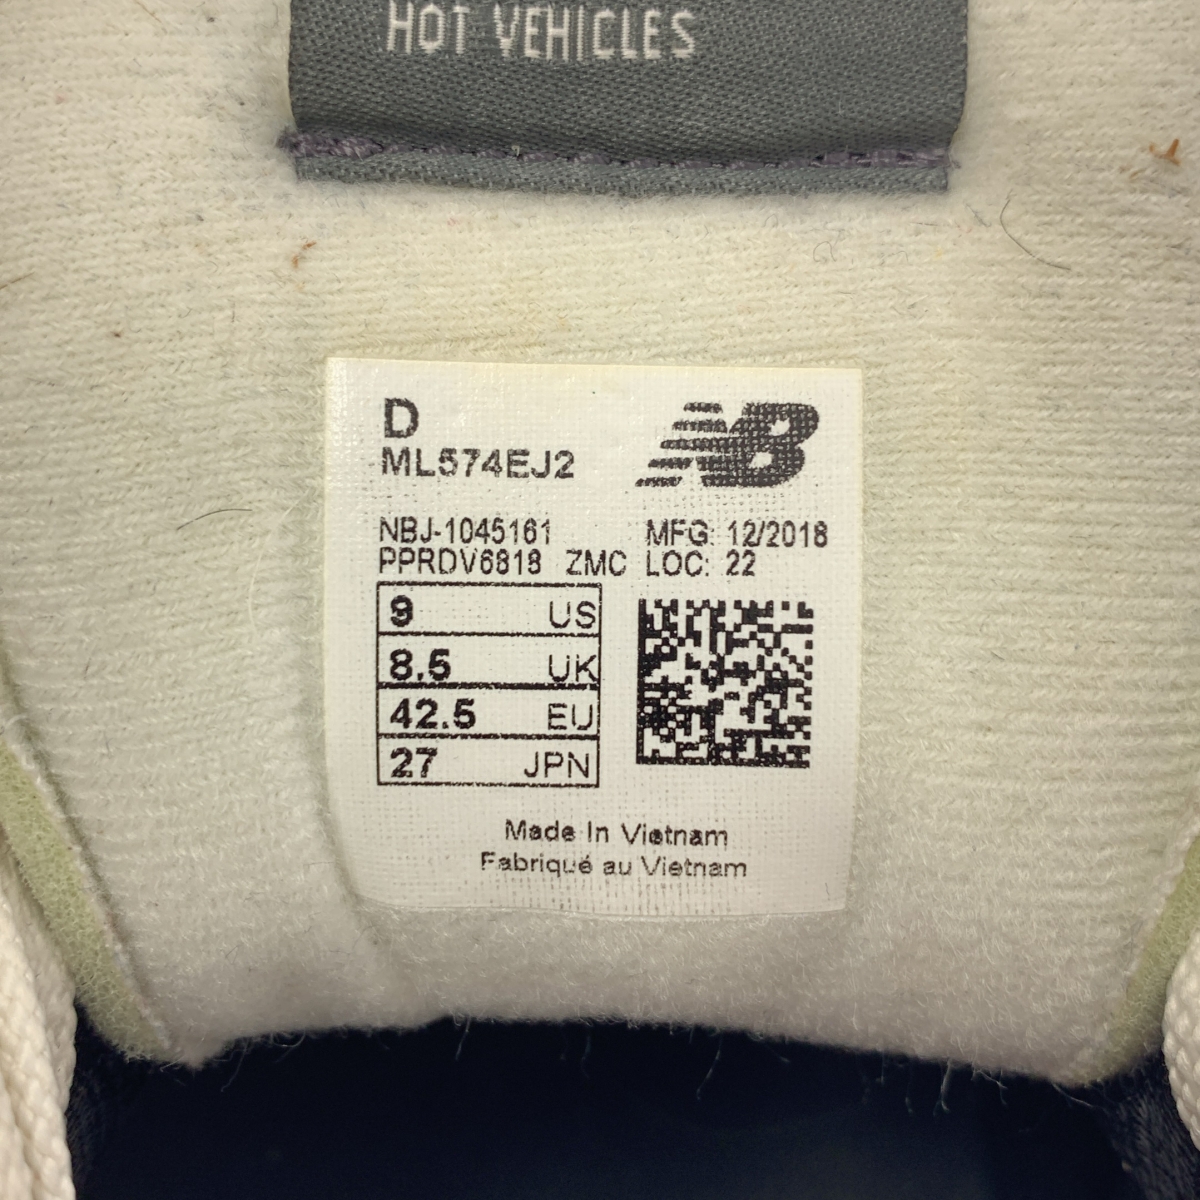 HOT VEHICLES
D
NB
ML574EJ2
NBJ-1045161 MFG: 12/2018
PPRDV6818 ZMC LOC: 22
9 US
8.5 UK
42.5 EU
27 JPN
Made In Vietnam
Fabriqué au Vietnam